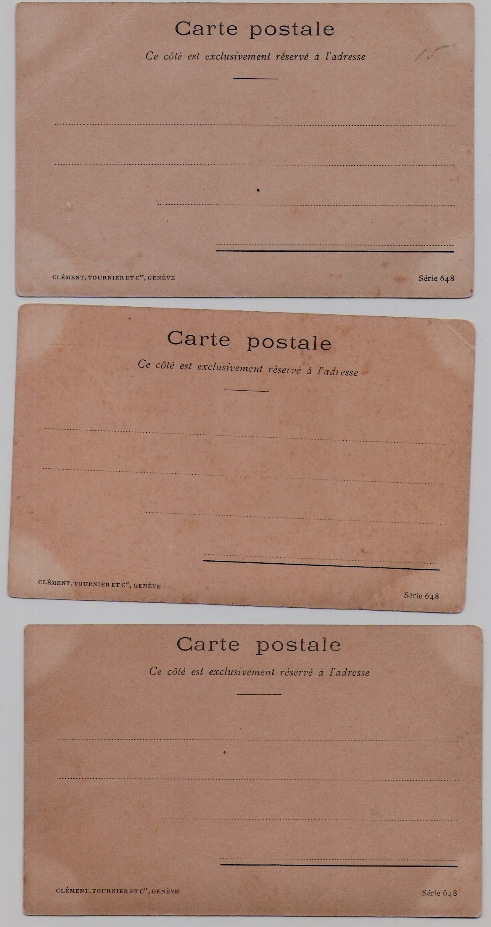 Carte postale
Ce côté est exclusivement réservé à l'adresse
15
CLÉMENT, TOURNIER ET Cie, GENÈVE
Série 648
Carte postale
Ce côté est exclusivement réservé à l'adresse
CLÉMENT, TOURNIER ET Cie, GENÈVE
Série 648
Carte postale
Ce côté est exclusivement réservé à l'adresse
CLÉMENT, TOURNIER ET Cie, GENÈVE
Série 648